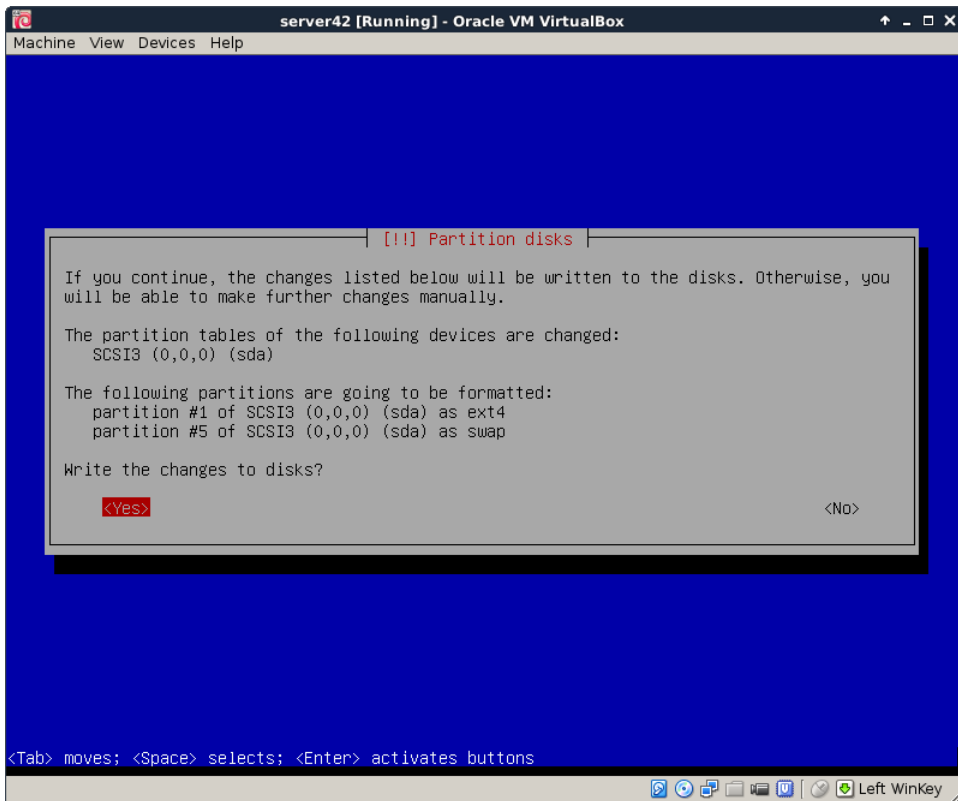 server42 [Running] - Oracle VM VirtualBox
Machine View Devices Help
[!!] Partition disks
If you continue, the changes listed below will be written to the disks. Otherwise, you
will be able to make further changes manually.
The partition tables of the following devices are changed:
SCSI3 (0,0,0) (sda)
The following partitions are going to be formatted:
partition #1 of SCSI3 (0,0,0) (sda) as ext4
partition #5 of SCSI3 (0,0,0) (sda) as swap
Write the changes to disks?
<Yes> <No>
<Tab> moves; <Space> selects; <Enter> activates buttons
Left WinKey